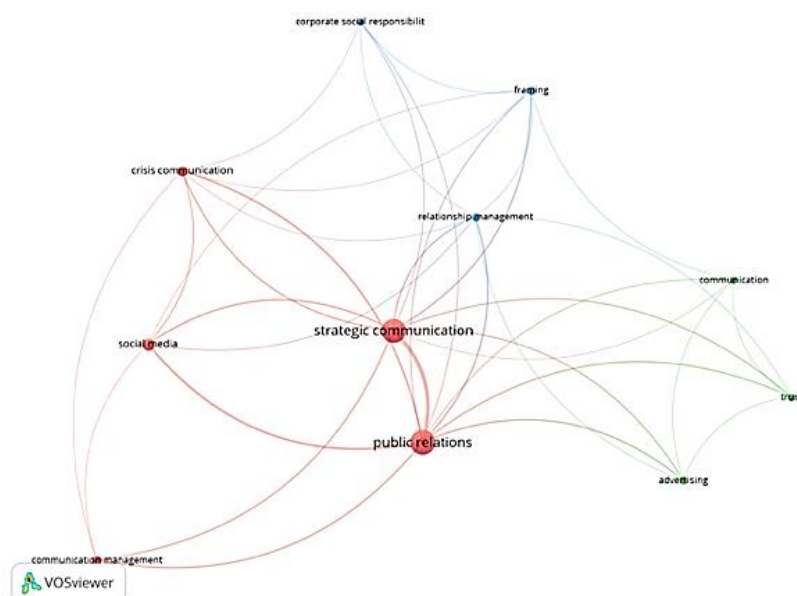 corporate social responsibilit
framing
crisis communication
relationship management
communication
strategic communication
social media
trus
public relations
advertising
communication management
VOSviewer